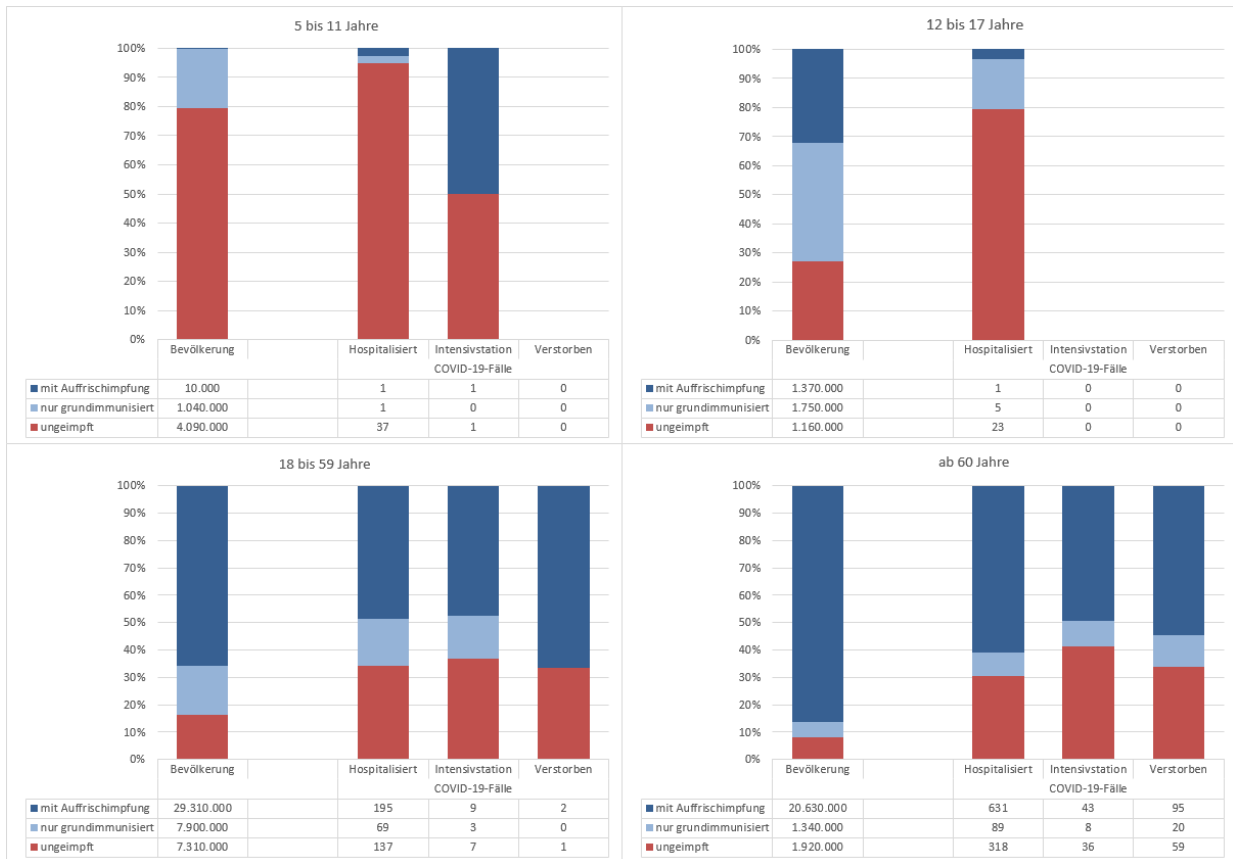 5 bis 11 Jahre
100%
90%
80%
70%
60%
50%
40%
30%
20%
10%
0%
Bevölkerung Hospitalisiert Intensivstation Verstorben
COVID-19-Fälle
mit Auffrischimpfung 10.000 1 1 0
nur grundimmunisiert 1.040.000 1 0 0
ungeimpft 4.090.000 37 1 0
12 bis 17 Jahre
100%
90%
80%
70%
60%
50%
40%
30%
20%
10%
0%
Bevölkerung Hospitalisiert Intensivstation Verstorben
COVID-19-Fälle
mit Auffrischimpfung 1.370.000 1 0 0
nur grundimmunisiert 1.750.000 5 0 0
ungeimpft 1.160.000 23 0 0
18 bis 59 Jahre
100%
90%
80%
70%
60%
50%
40%
30%
20%
10%
0%
Bevölkerung Hospitalisiert Intensivstation Verstorben
COVID-19-Fälle
mit Auffrischimpfung 29.310.000 195 9 2
nur grundimmunisiert 7.900.000 69 3 0
ungeimpft 7.310.000 137 7 1
ab 60 Jahre
100%
90%
80%
70%
60%
50%
40%
30%
20%
10%
0%
Bevölkerung Hospitalisiert Intensivstation Verstorben
COVID-19-Fälle
mit Auffrischimpfung 20.630.000 631 43 95
nur grundimmunisiert 1.340.000 89 8 20
ungeimpft 1.920.000 318 36 59